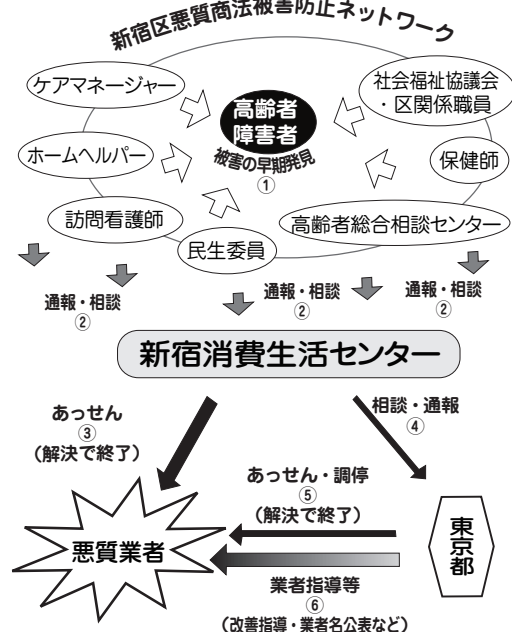 新宿区悪質商法被害防止ネットワーク
ケアマネージャー
社会福祉協議会
・区関係職員
高齢者
障害者
被害の早期発見
①
ホームヘルパー
保健師
訪問看護師
高齢者総合相談センター
民生委員
通報・相談
②
通報・相談
②
通報・相談
②
新宿消費生活センター
あっせん
③
(解決で終了)
相談・通報
④
あっせん・調停
⑤
(解決で終了)
悪質業者
東京都
業者指導等
⑥
(改善指導・業者名公表など)